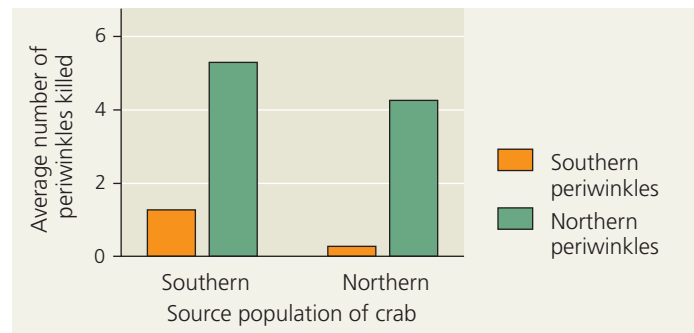 Average number of
periwinkles killed
6
4
2
0
Southern
Northern
Source population of crab
Southern
periwinkles
Northern
periwinkles